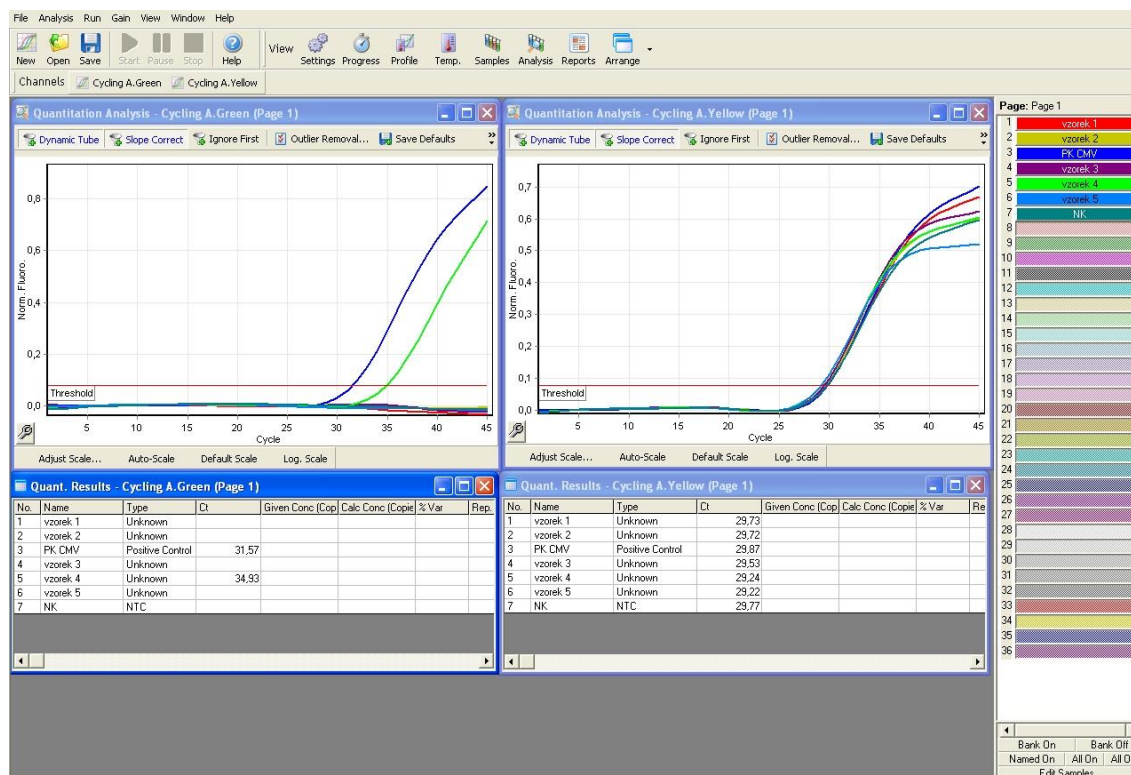 File Analysis Run Gain View Window Help
New Open Save Start Pause Stop Help View Settings Progress Profile Temp. Samples Analysis Reports Arrange
Channels Cycling A.Green Cycling A.Yellow
Quantitation Analysis - Cycling A.Green (Page 1)
Dynamic Tube Slope Correct Ignore First Outlier Removal... Save Defaults »
0,8
0,6
Norm. Fluoro.
0,4
0,2
Threshold
0,0
5 10 15 20 25 30 35 40 45
Cycle
Adjust Scale... Auto-Scale Default Scale Log. Scale
Quantitation Analysis - Cycling A.Yellow (Page 1)
Dynamic Tube Slope Correct Ignore First Outlier Removal... Save Defaults »
0,7
0,6
0,5
Norm. Fluoro.
0,4
0,3
0,2
0,1
Threshold
0,0
5 10 15 20 25 30 35 40 45
Cycle
Adjust Scale... Auto-Scale Default Scale Log. Scale
Quant. Results - Cycling A.Green (Page 1)
No. Name Type Ct Given Conc (Cop Calc Conc (Copie % Var Rep.
1 vzorek 1 Unknown
2 vzorek 2 Unknown
3 PK CMV Positive Control 31,57
4 vzorek 3 Unknown
5 vzorek 4 Unknown 34,93
6 vzorek 5 Unknown
7 NK NTC
Quant. Results - Cycling A.Yellow (Page 1)
No. Name Type Ct Given Conc (Cop Calc Conc (Copie % Var Re
1 vzorek 1 Unknown 29,73
2 vzorek 2 Unknown 29,72
3 PK CMV Positive Control 29,87
4 vzorek 3 Unknown 29,53
5 vzorek 4 Unknown 29,24
6 vzorek 5 Unknown 29,22
7 NK NTC 29,77
Page: Page 1
1 vzorek 1
2 vzorek 2
3 PK CMV
4 vzorek 3
5 vzorek 4
6 vzorek 5
7 NK
8
9
10
11
12
13
14
15
16
17
18
19
20
21
22
23
24
25
26
27
28
29
30
31
32
33
34
35
36
Bank On Bank Off
Named On All On All O
Edit Samples